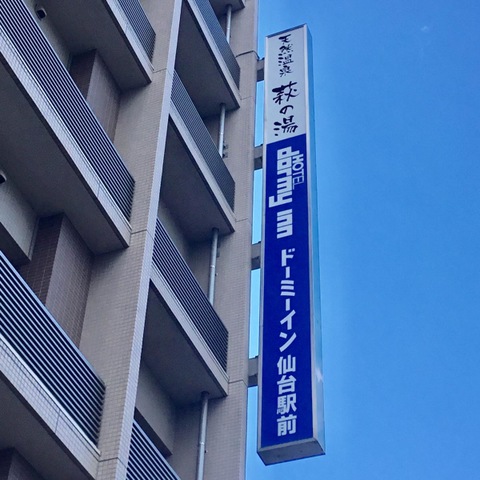 天然温泉
萩の湯
HOTEL
dormy inn
ドーミーイン仙台駅前